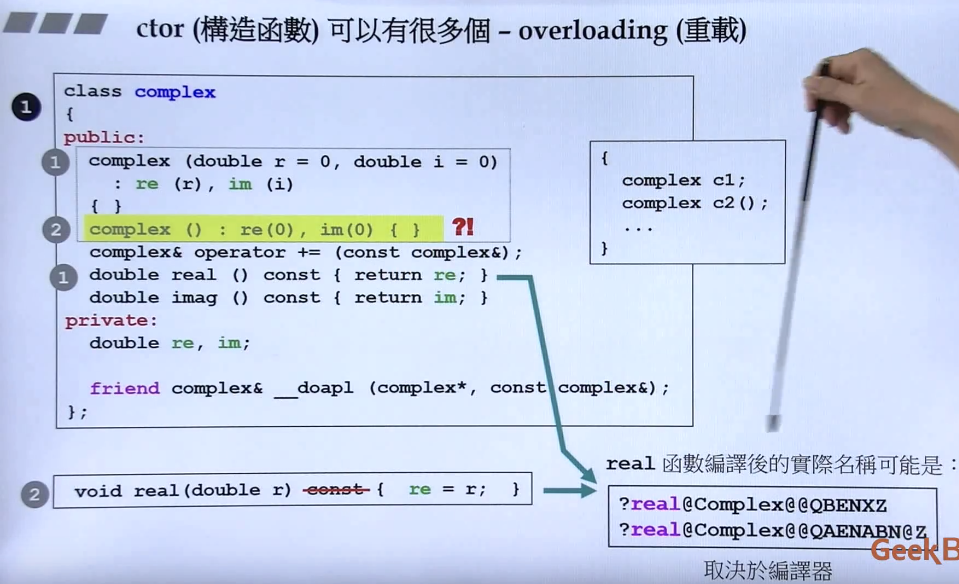 ctor (構造函數) 可以有很多個 – overloading (重載)
1
class complex
{
public:
1
complex (double r = 0, double i = 0)
: re (r), im (i)
{ }
2
complex () : re(0), im(0) { }
?!
complex& operator += (const complex&);
1
double real () const { return re; }
double imag () const { return im; }
private:
double re, im;
friend complex& __doapl (complex*, const complex&);
};
{
complex c1;
complex c2();
...
}
2
void real(double r) const { re = r; }
real 函數編譯後的實際名稱可能是：
?real@Complex@@QBENXZ
?real@Complex@@QAENABN@Z
取決於編譯器
GeekB